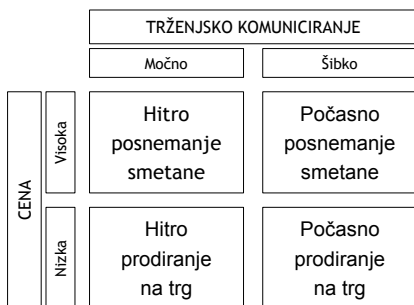 TRŽENJSKO KOMUNICIRANJE
Močno
Šibko
CENA
Visoka
Hitro
posnemanje
smetane
Počasno
posnemanje
smetane
Nizka
Hitro
prodiranje
na trg
Počasno
prodiranje
na trg